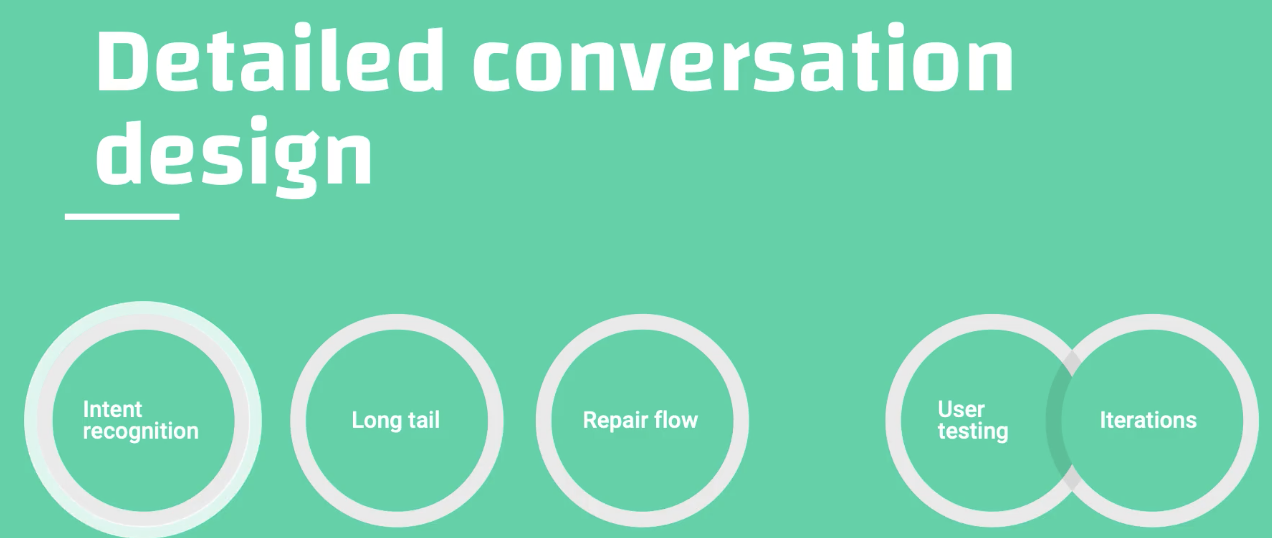 Detailed conversation
design
Intent
recognition
Long tail
Repair flow
User
testing
Iterations